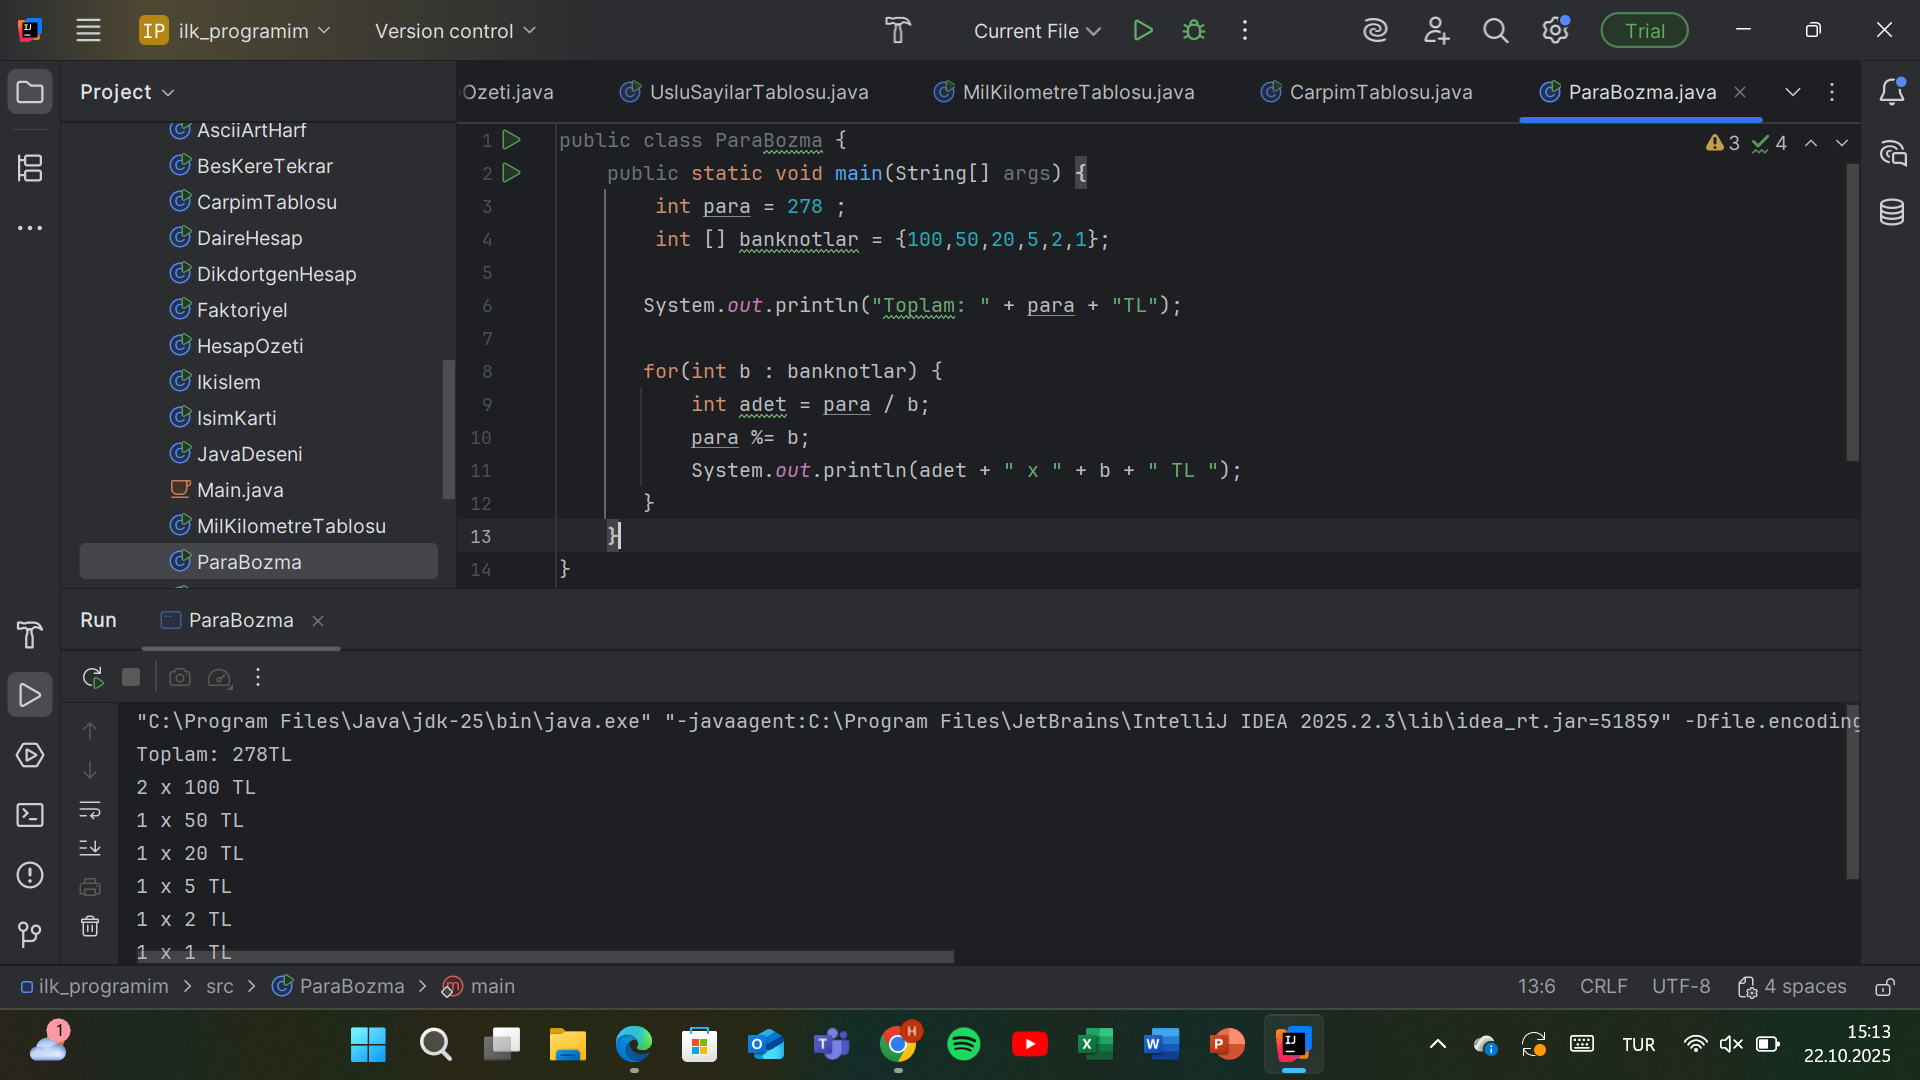 IP ilk_programim Version control Current File Trial
Project
Ozeti.java UsluSayilarTablosu.java MilKilometreTablosu.java CarpimTablosu.java ParaBozma.java
AsciiArtHarf
BesKereTekrar
CarpimTablosu
DaireHesap
DikdortgenHesap
Faktoriyel
HesapOzeti
Ikislem
IsimKarti
JavaDeseni
Main.java
MilKilometreTablosu
ParaBozma
3 4
1 public class ParaBozma {
2 public static void main(String[] args) {
3 int para = 278 ;
4 int [] banknotlar = {100,50,20,5,2,1};
5
6 System.out.println("Toplam: " + para + "TL");
7
8 for(int b : banknotlar) {
9 int adet = para / b;
10 para %= b;
11 System.out.println(adet + " x " + b + " TL ");
12 }
13 }
14 }
Run ParaBozma
"C:\Program Files\Java\jdk-25\bin\java.exe" "-javaagent:C:\Program Files\JetBrains\IntelliJ IDEA 2025.2.3\lib\idea_rt.jar=51859" -Dfile.encoding
Toplam: 278TL
2 x 100 TL
1 x 50 TL
1 x 20 TL
1 x 5 TL
1 x 2 TL
1 x 1 TL
ilk_programim > src > ParaBozma > main 13:6 CRLF UTF-8 4 spaces
1
H
TUR
15:13
22.10.2025